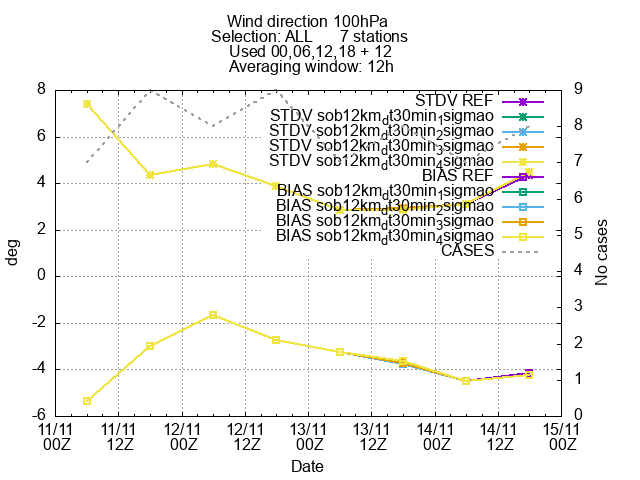 Wind direction 100hPa
Selection: ALL 7 stations
Used 00,06,12,18 + 12
Averaging window: 12h
STDV REF
STDV sob12km_dt30min_1sigmao
STDV sob12km_dt30min_2sigmao
STDV sob12km_dt30min_3sigmao
STDV sob12km_dt30min_4sigmao
BIAS REF
BIAS sob12km_dt30min_1sigmao
BIAS sob12km_dt30min_2sigmao
BIAS sob12km_dt30min_3sigmao
BIAS sob12km_dt30min_4sigmao
CASES
8
6
4
2
0
-2
-4
-6
deg
9
8
7
6
5
4
3
2
1
0
No cases
11/11 11/11 12/11 12/11 13/11 13/11 14/11 14/11 15/11
00Z 12Z 00Z 12Z 00Z 12Z 00Z 12Z 00Z
Date